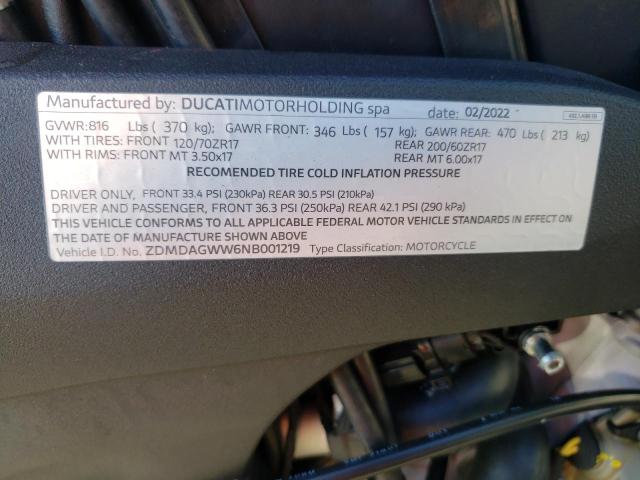 Manufactured by: DUCATIMOTORHOLDING spa date: 02/2022
GVWR:816 Lbs ( 370 kg); GAWR FRONT: 346 Lbs ( 157 kg); GAWR REAR: 470 Lbs ( 213 kg)
WITH TIRES: FRONT 120/70ZR17 REAR 200/60ZR17
WITH RIMS: FRONT MT 3.50x17 REAR MT 6.00x17
RECOMENDED TIRE COLD INFLATION PRESSURE
DRIVER ONLY, FRONT 33.4 PSI (230kPa) REAR 30.5 PSI (210kPa)
DRIVER AND PASSENGER, FRONT 36.3 PSI (250kPa) REAR 42.1 PSI (290 kPa)
THIS VEHICLE CONFORMS TO ALL APPLICABLE FEDERAL MOTOR VEHICLE STANDARDS IN EFFECT ON
THE DATE OF MANUFACTURE SHOWN ABOVE
Vehicle I.D. No. ZDMDAGWW6NB001219 Type Classification: MOTORCYCLE